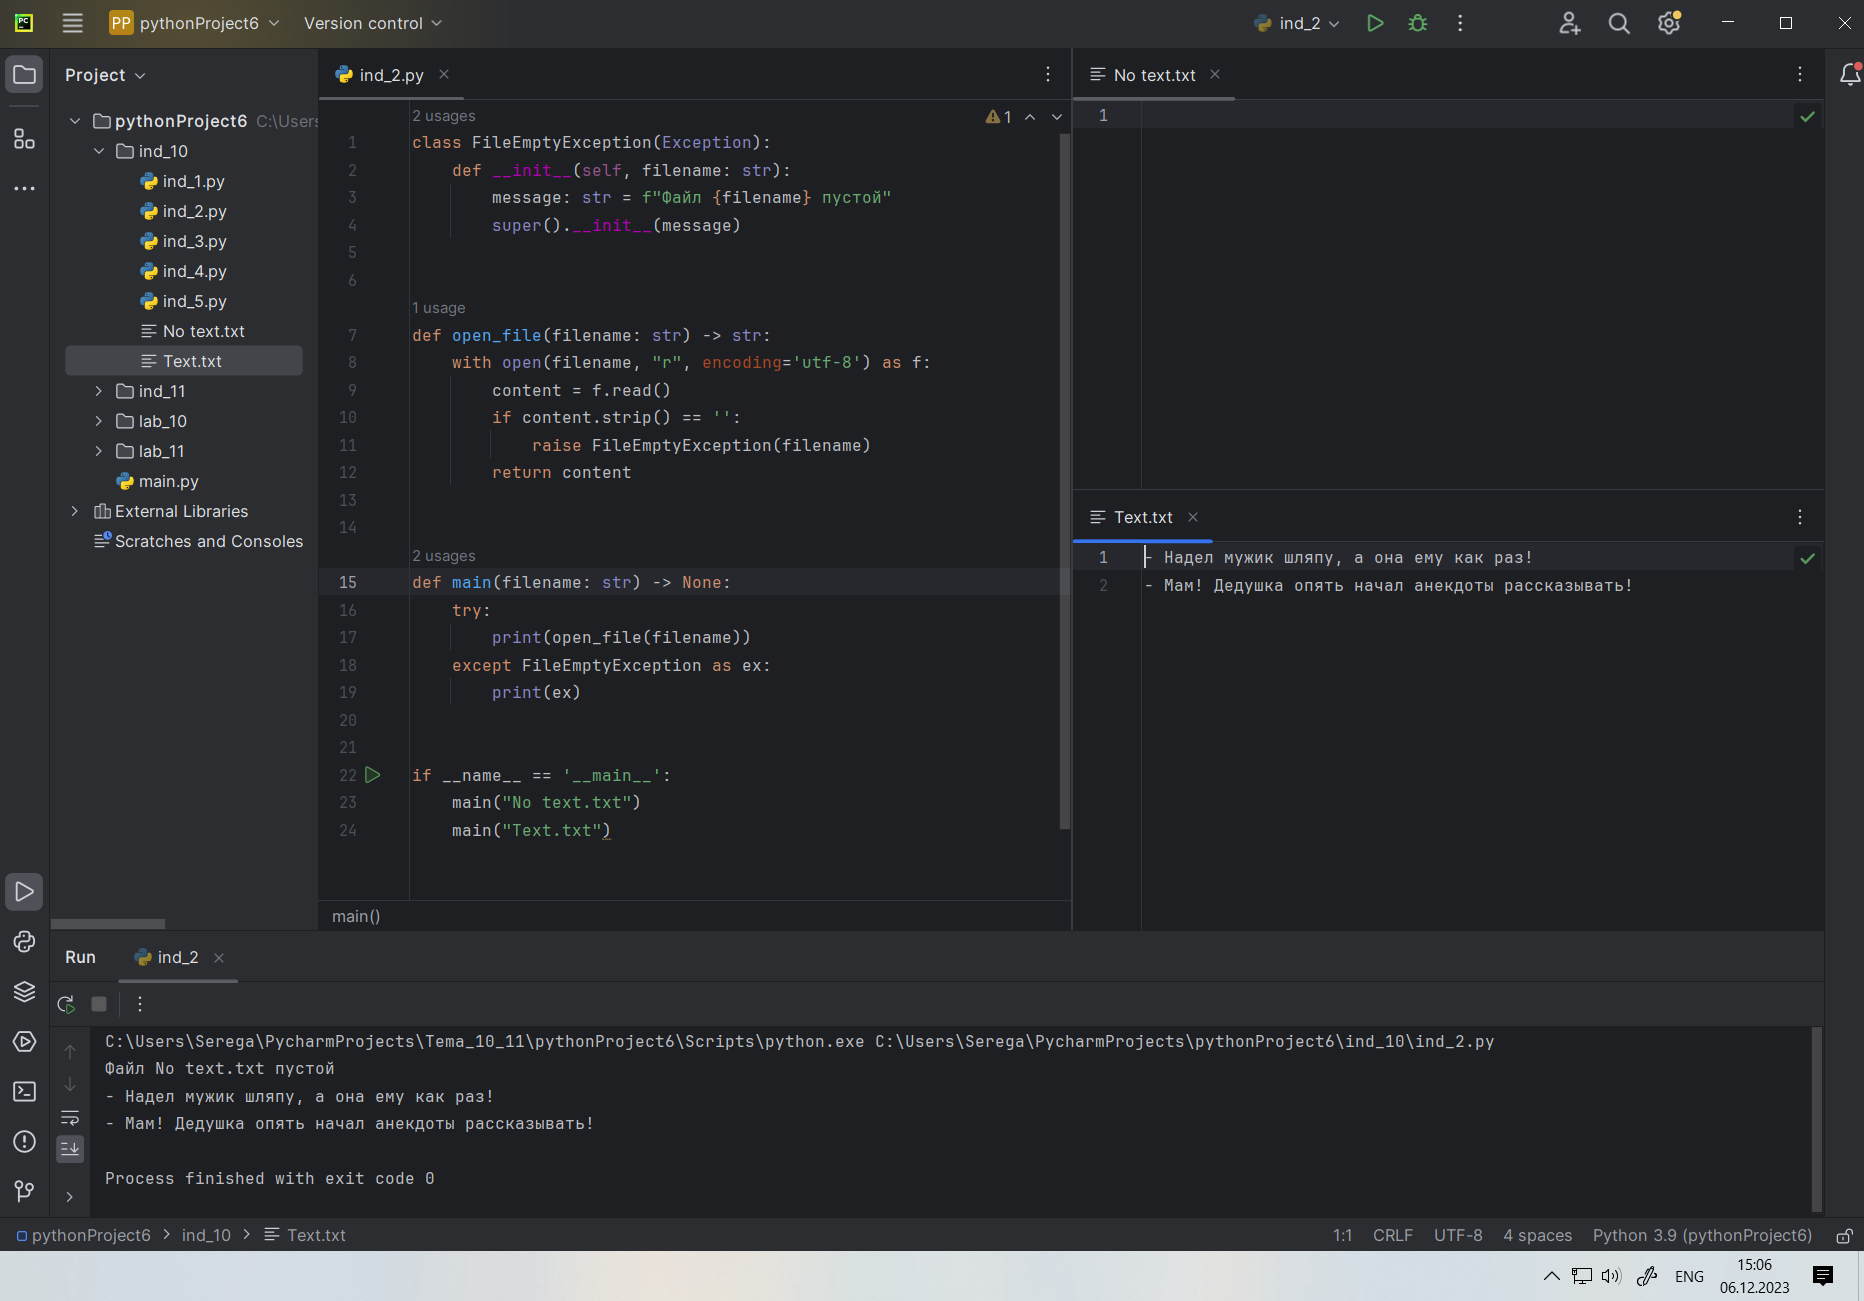 PC
PP pythonProject6
Version control
ind_2
Project
pythonProject6 C:\Users
ind_10
ind_1.py
ind_2.py
ind_3.py
ind_4.py
ind_5.py
No text.txt
Text.txt
ind_11
lab_10
lab_11
main.py
External Libraries
Scratches and Consoles
ind_2.py
1
2 usages
1 class FileEmptyException(Exception):
2 def __init__(self, filename: str):
3 message: str = f"Файл {filename} пустой"
4 super().__init__(message)
5
6
1 usage
7 def open_file(filename: str) -> str:
8 with open(filename, "r", encoding='utf-8') as f:
9 content = f.read()
10 if content.strip() == '':
11 raise FileEmptyException(filename)
12 return content
13
14
2 usages
15 def main(filename: str) -> None:
16 try:
17 print(open_file(filename))
18 except FileEmptyException as ex:
19 print(ex)
20
21
22 if __name__ == '__main__':
23 main("No text.txt")
24 main("Text.txt")
main()
No text.txt
1
Text.txt
1 - Надел мужик шляпу, а она ему как раз!
2 - Мам! Дедушка опять начал анекдоты рассказывать!
Run
ind_2
C:\Users\Serega\PycharmProjects\Tema_10_11\pythonProject6\Scripts\python.exe C:\Users\Serega\PycharmProjects\pythonProject6\ind_10\ind_2.py
Файл No text.txt пустой
- Надел мужик шляпу, а она ему как раз!
- Мам! Дедушка опять начал анекдоты рассказывать!
Process finished with exit code 0
pythonProject6 > ind_10 > Text.txt
1:1 CRLF UTF-8 4 spaces Python 3.9 (pythonProject6)
ENG
15:06
06.12.2023